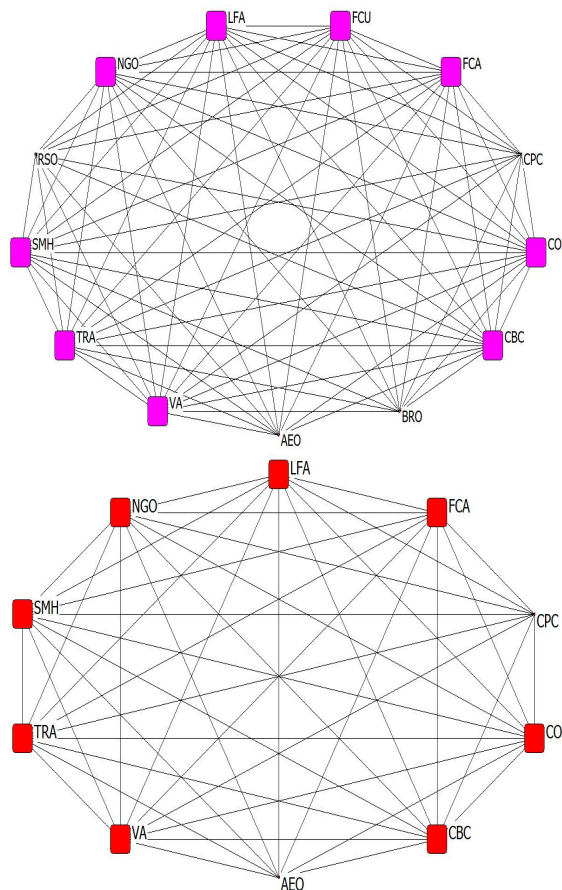 LFA
FCU
NGO
FCA
RSO
CPC
SMH
CO
TRA
CBC
VA
BRO
AEO
LFA
NGO
FCA
SMH
CPC
TRA
CO
VA
CBC
AEO